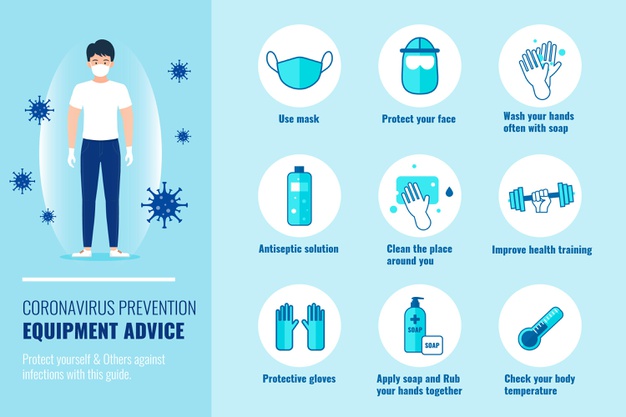 CORONAVIRUS PREVENTION
EQUIPMENT ADVICE
Protect yourself & Others against
infections with this guide.
Use mask
Protect your face
Wash your hands
often with soap
Antiseptic solution
Clean the place
around you
Improve health training
Protective gloves
SOAP
SOAP
Apply soap and Rub
your hands together
Check your body
temperature